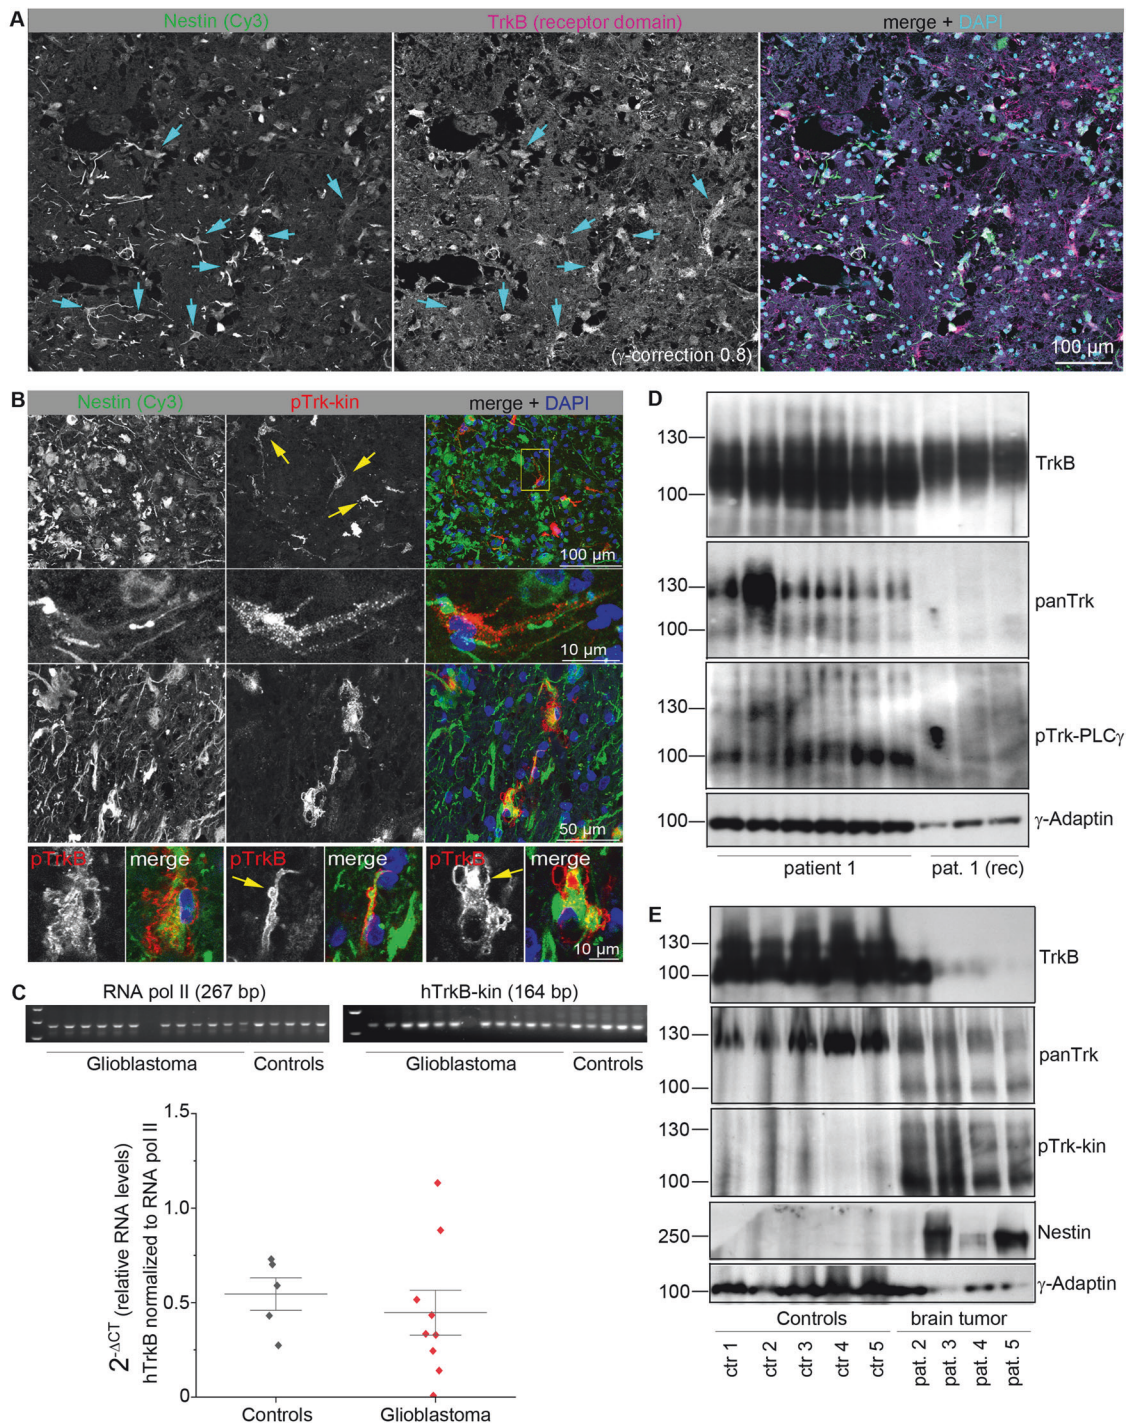 A
Nestin (Cy3)
TrkB (receptor domain)
merge + DAPI
(γ-correction 0.8)
100 µm
B
Nestin (Cy3)
pTrk-kin
merge + DAPI
100 µm
10 µm
50 µm
pTrkB
merge
pTrkB
merge
pTrkB
merge
10 µm
C
RNA pol II (267 bp)
hTrkB-kin (164 bp)
Glioblastoma
Controls
Glioblastoma
Controls
2-ΔCT (relative RNA levels)
hTrkB normalized to RNA pol II
1.5
1.0
0.5
0.0
Controls
Glioblastoma
D
130
100
TrkB
130
100
panTrk
130
100
pTrk-PLCγ
100
γ-Adaptin
patient 1
pat. 1 (rec)
E
130
100
TrkB
130
100
panTrk
130
100
pTrk-kin
250
Nestin
100
γ-Adaptin
Controls
brain tumor
ctr 1
ctr 2
ctr 3
ctr 4
ctr 5
pat. 2
pat. 3
pat. 4
pat. 5